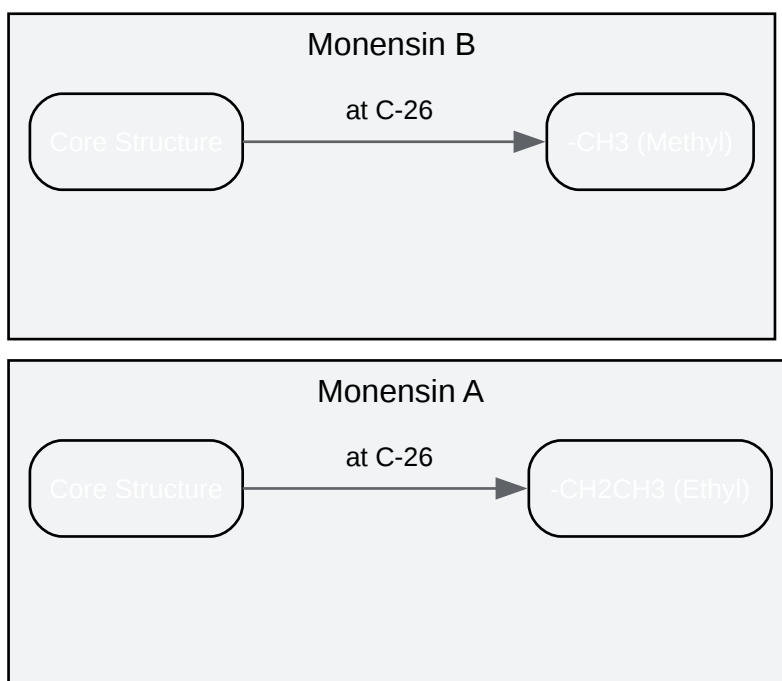 Monensin B
Core Structure
at C-26
-CH3 (Methyl)
Monensin A
Core Structure
at C-26
-CH2CH3 (Ethyl)